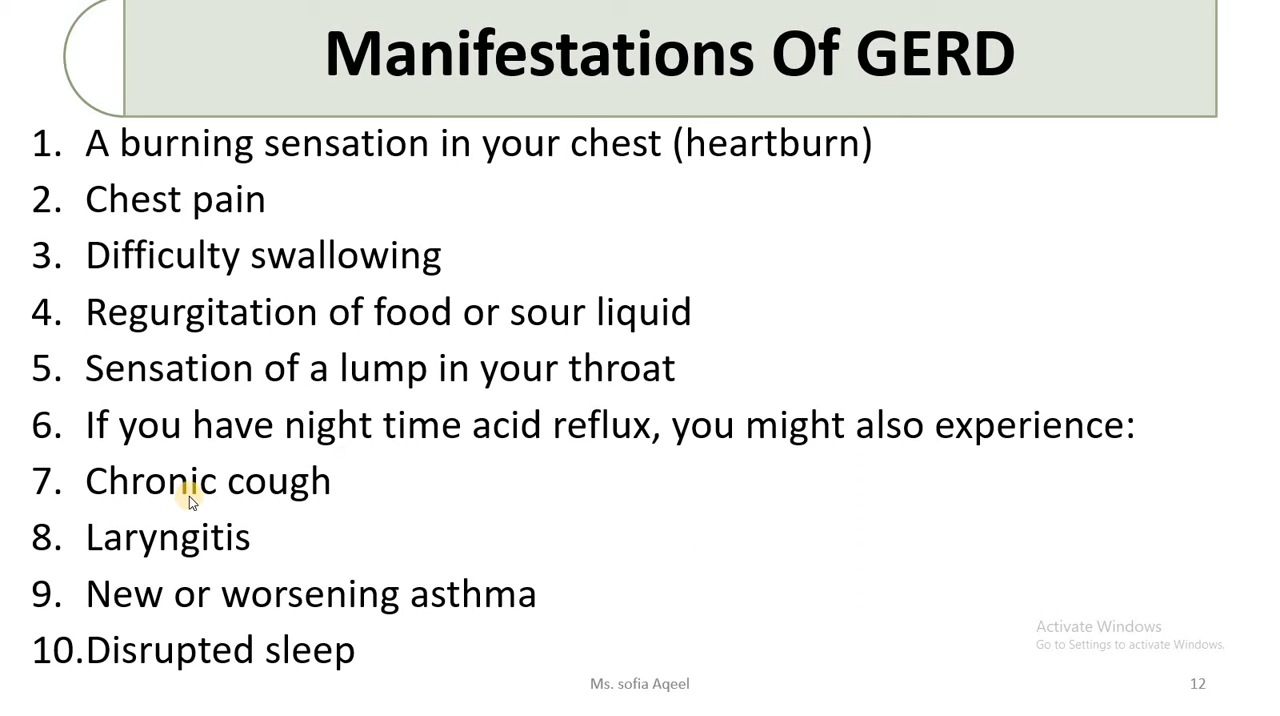 Manifestations Of GERD
1. A burning sensation in your chest (heartburn)
2. Chest pain
3. Difficulty swallowing
4. Regurgitation of food or sour liquid
5. Sensation of a lump in your throat
6. If you have night time acid reflux, you might also experience:
7. Chronic cough
8. Laryngitis
9. New or worsening asthma
10.Disrupted sleep
Activate Windows
Go to Settings to activate Windows.
Ms. sofia Aqeel
12